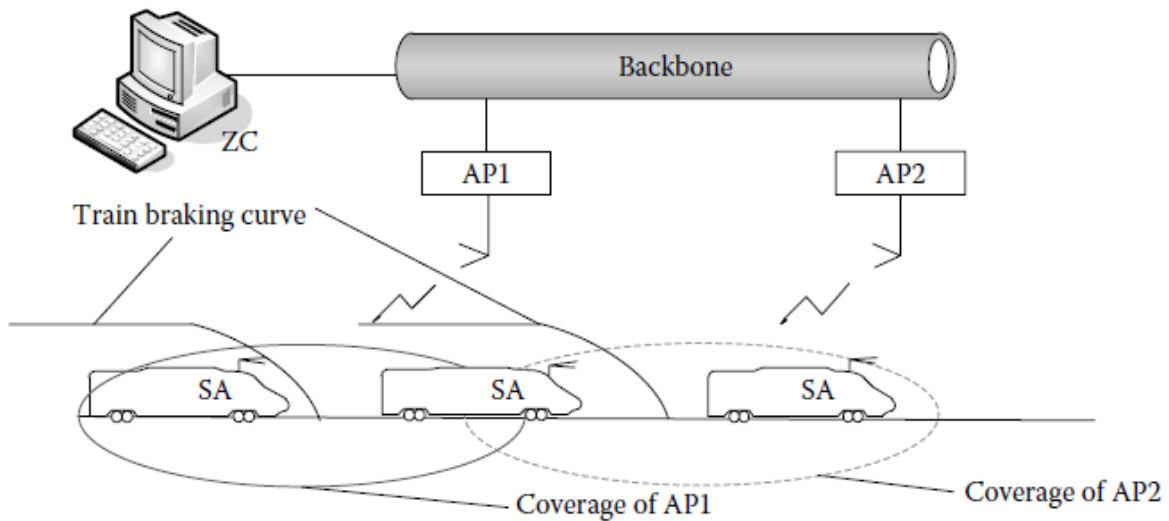 Backbone
ZC
AP1
AP2
Train braking curve
SA
SA
SA
Coverage of AP1
Coverage of AP2